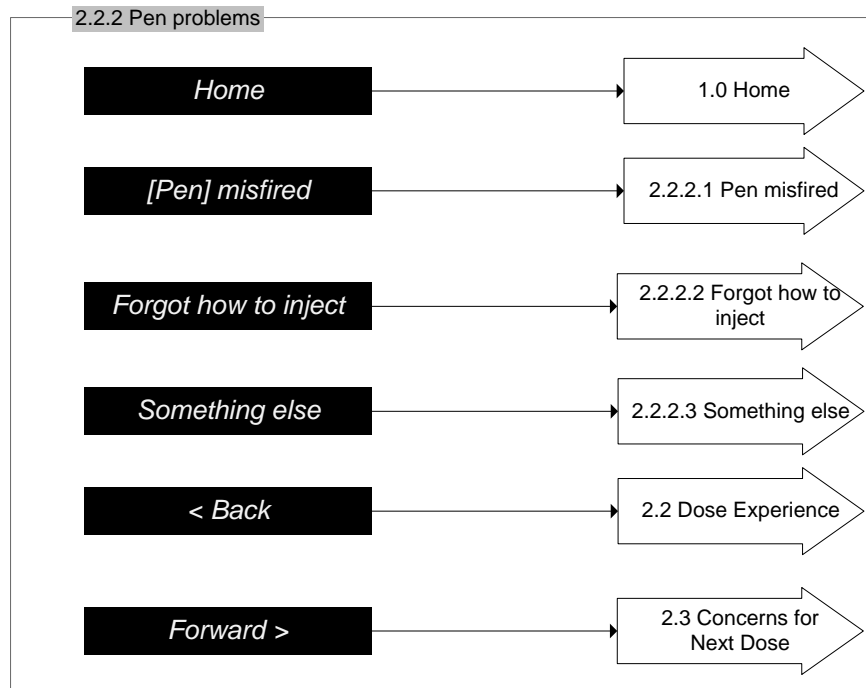 2.2.2 Pen problems
Home
1.0 Home
[Pen] misfired
2.2.2.1 Pen misfired
Forgot how to inject
2.2.2.2 Forgot how to
inject
Something else
2.2.2.3 Something else
< Back
2.2 Dose Experience
Forward >
2.3 Concerns for
Next Dose